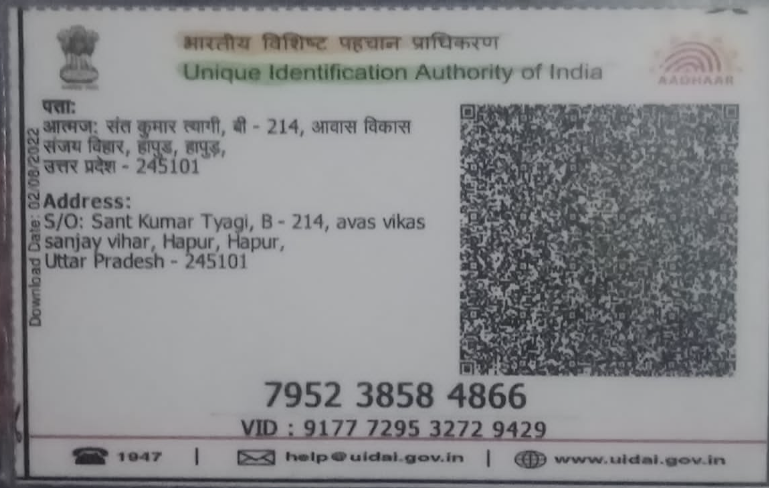 भारतीय विशिष्ट पहचान प्राधिकरण
Unique Identification Authority of India
AADHAAR
पता:
आत्मज: संत कुमार त्यागी, बी - 214, आवास विकास
संजय विहार, हापुड़, हापुड़,
उत्तर प्रदेश - 245101
Address:
S/O: Sant Kumar Tyagi, B - 214, avas vikas
sanjay vihar, Hapur, Hapur,
Uttar Pradesh - 245101
Download Date: 02/08/2022
7952 3858 4866
VID : 9177 7295 3272 9429
1947 | help@uidai.gov.in | www.uidai.gov.in